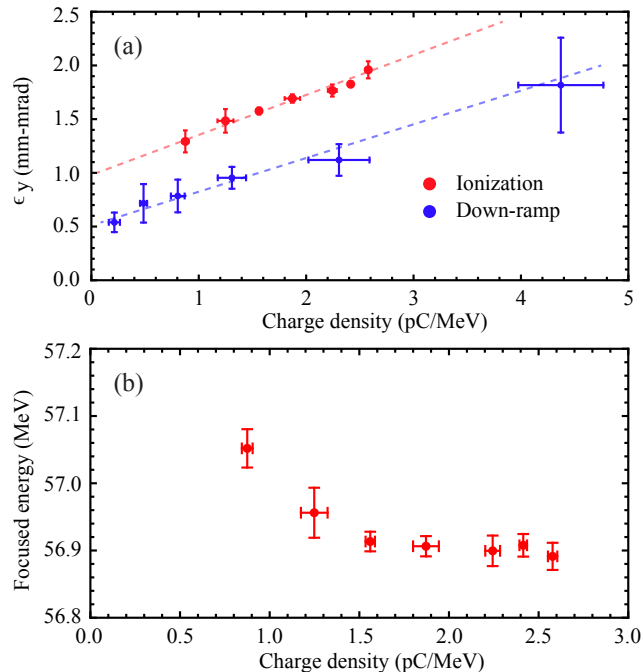 (a)
2.5
2.0
1.5
1.0
0.5
0.0
ϵ y (mm-mrad)
Ionization
Down-ramp
0 1 2 3 4 5
Charge density (pC/MeV)
(b)
57.2
57.1
57.0
56.9
56.8
Focused energy (MeV)
0.0 0.5 1.0 1.5 2.0 2.5 3.0
Charge density (pC/MeV)